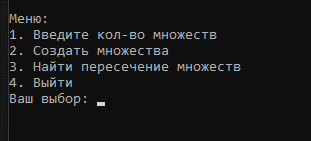 Меню:
1. Введите кол-во множеств
2. Создать множества
3. Найти пересечение множеств
4. Выйти
Ваш выбор: